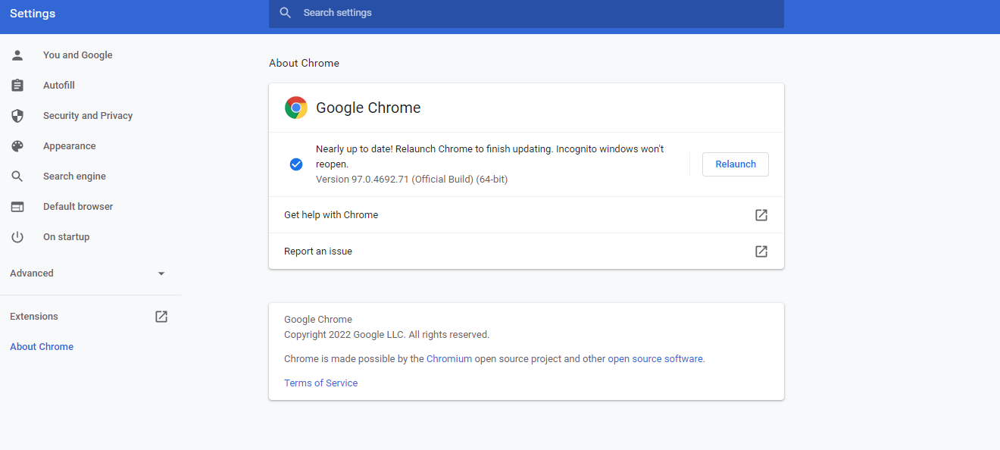 Settings
Search settings
You and Google
Autofill
Security and Privacy
Appearance
Search engine
Default browser
On startup
Advanced
Extensions
About Chrome
About Chrome
Google Chrome
Nearly up to date! Relaunch Chrome to finish updating. Incognito windows won't
reopen.
Version 97.0.4692.71 (Official Build) (64-bit)
Relaunch
Get help with Chrome
Report an issue
Google Chrome
Copyright 2022 Google LLC. All rights reserved.
Chrome is made possible by the Chromium open source project and other open source software.
Terms of Service